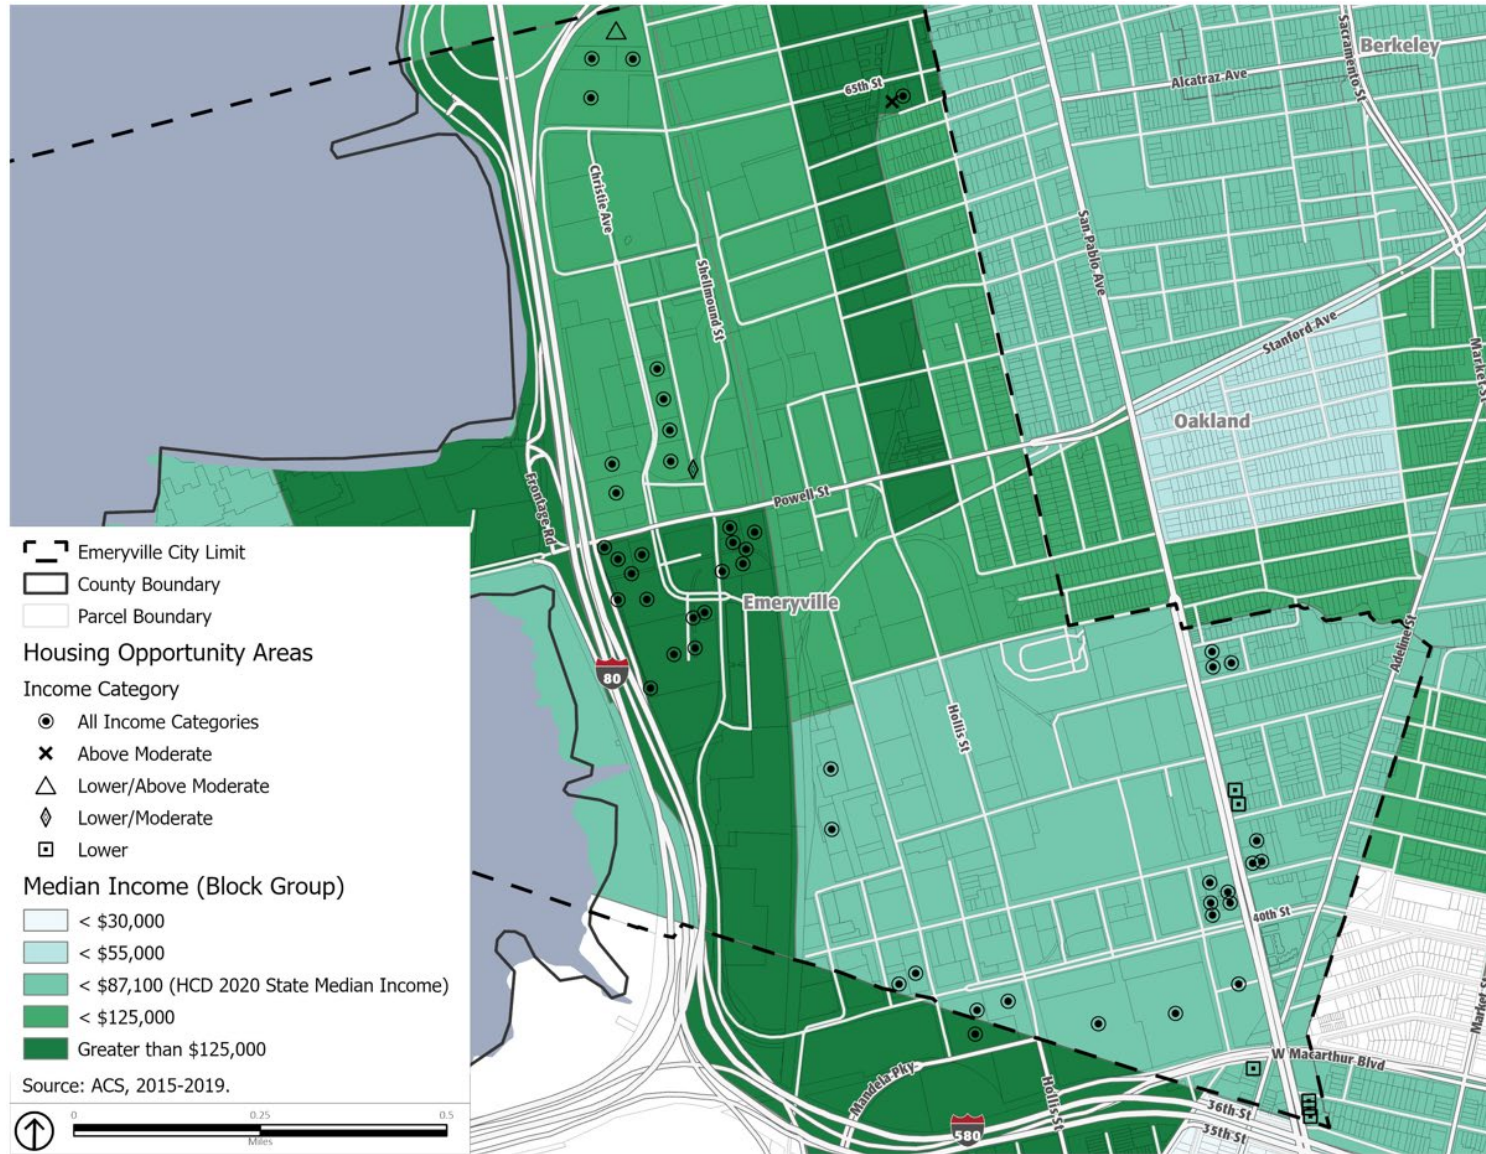 Berkeley
Sacramento St
Alcatraz Ave
65th St
Christie Ave
San Pablo Ave
Shellmound St
Stanford Ave
Market St
Oakland
Powell St
Frontage Rd
Emeryville
Adeline St
80
Hollis St
40th St
Market St
W Macarthur Blvd
Mandela Pky
Hollis St
36th St
35th St
580
Emeryville City Limit
County Boundary
Parcel Boundary
Housing Opportunity Areas
Income Category
All Income Categories
Above Moderate
Lower/Above Moderate
Lower/Moderate
Lower
Median Income (Block Group)
< $30,000
< $55,000
< $87,100 (HCD 2020 State Median Income)
< $125,000
Greater than $125,000
Source: ACS, 2015-2019.
0 0.25 0.5
Miles